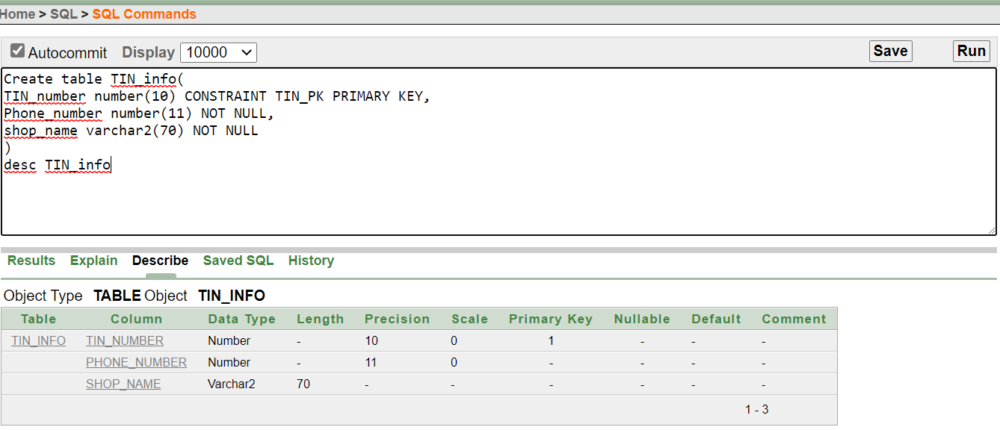 Home > SQL > SQL Commands
Autocommit Display 10000 Save Run
Create table TIN_info(
TIN_number number(10) CONSTRAINT TIN_PK PRIMARY KEY,
Phone_number number(11) NOT NULL,
shop_name varchar2(70) NOT NULL
)
desc TIN_info
Results Explain Describe Saved SQL History
Object Type TABLE Object TIN_INFO
Table Column Data Type Length Precision Scale Primary Key Nullable Default Comment
TIN_INFO TIN_NUMBER Number - 10 0 1 - - -
PHONE_NUMBER Number - 11 0 - - - -
SHOP_NAME Varchar2 70 - - - - - -
1 - 3